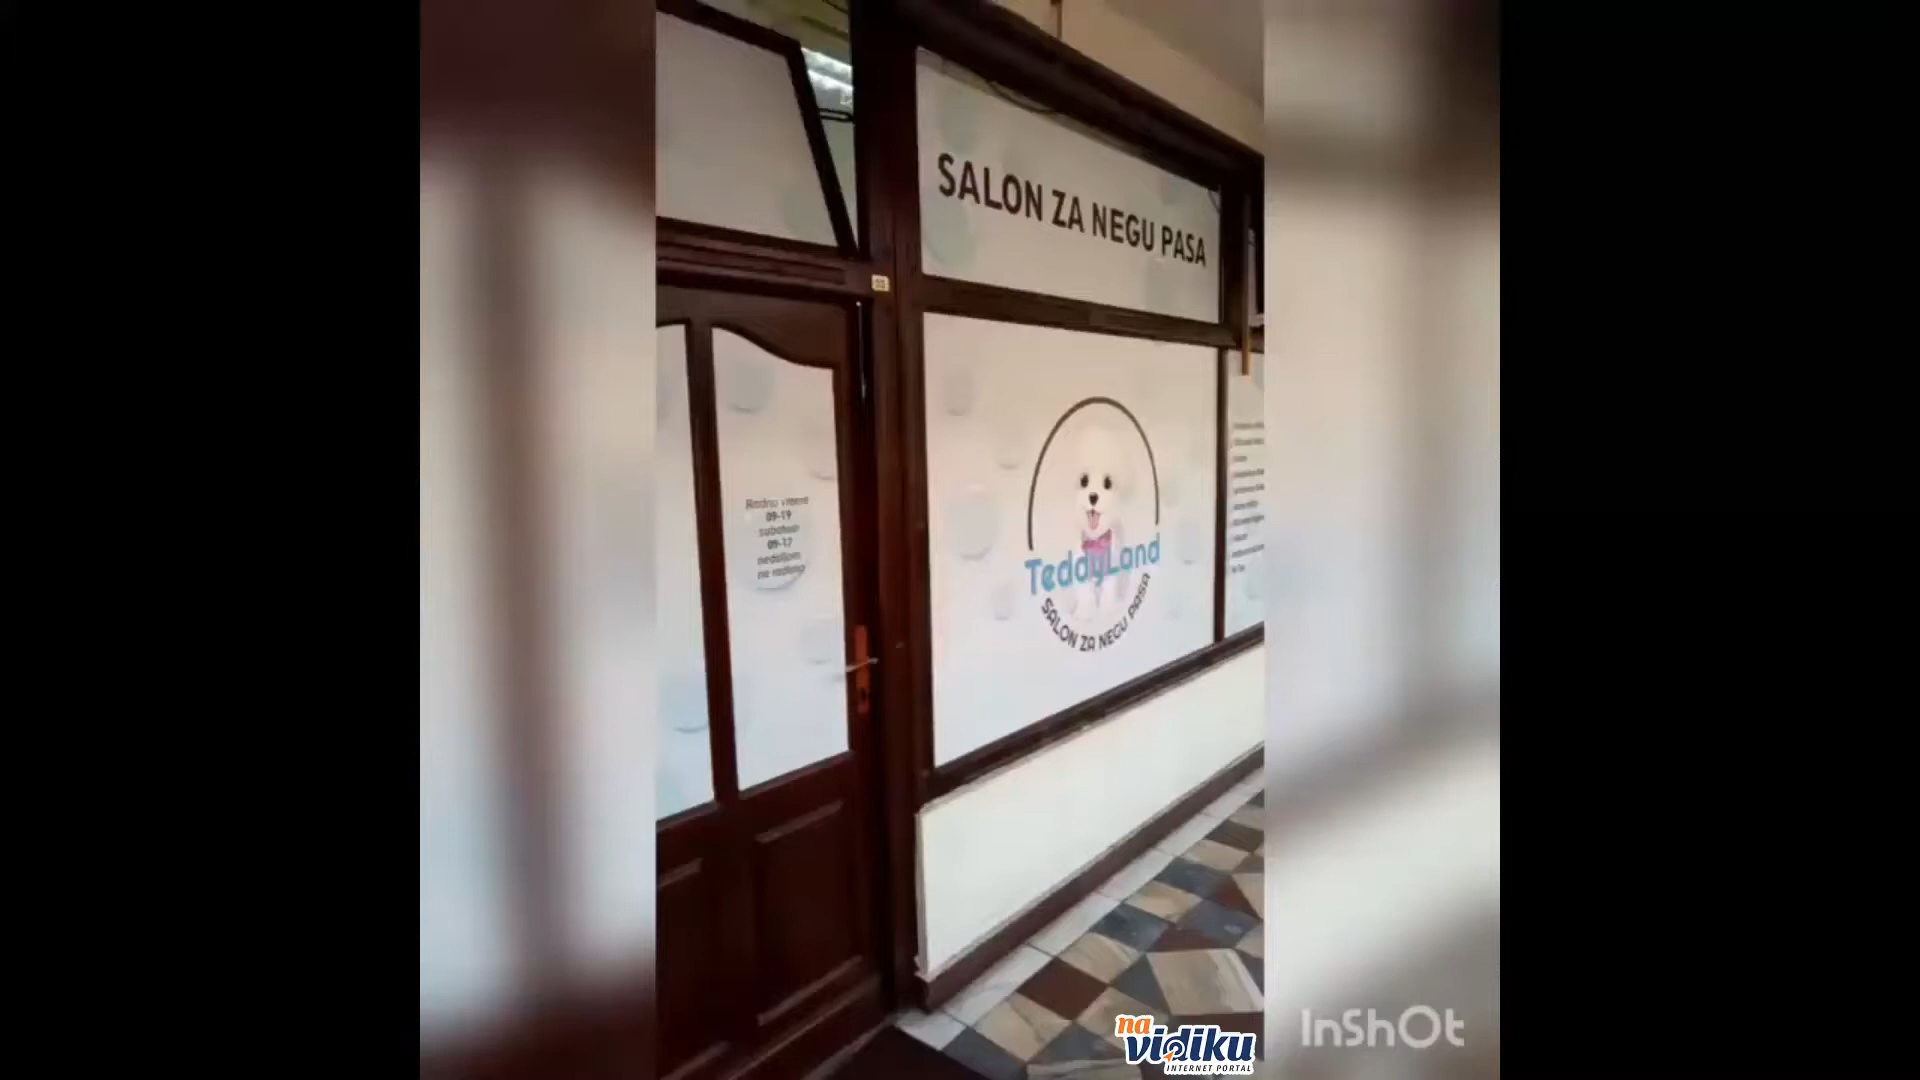 SALON ZA NEGU PASA
Radno vreme
09-19
subotom
09-17
nedeljom
ne radimo
TeddyLand
SALON ZA NEGU PASA
na
vidiku
INTERNET PORTAL
InShOt